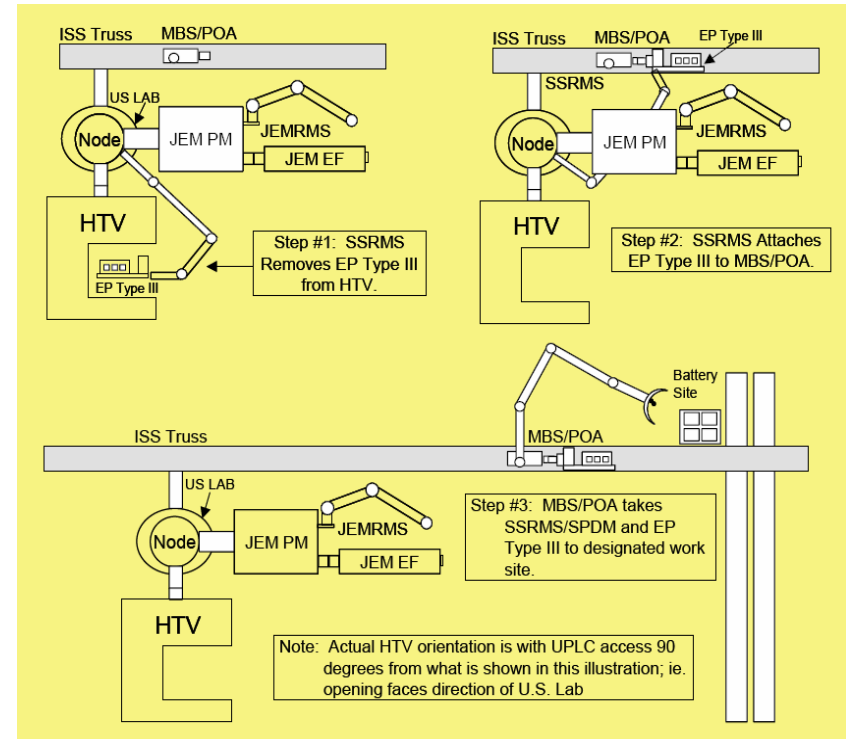 ISS Truss
MBS/POA
US LAB
Node
JEM PM
JEMRMS
JEM EF
HTV
EP Type III
Step #1:  SSRMS
Removes EP Type III
from HTV.
ISS Truss
MBS/POA
EP Type III
SSRMS
Node
JEM PM
JEMRMS
JEM EF
HTV
Step #2:  SSRMS Attaches
EP Type III to MBS/POA.
Battery
Site
ISS Truss
MBS/POA
US LAB
Node
JEM PM
JEMRMS
JEM EF
HTV
Step #3:  MBS/POA takes
SSRMS/SPDM and EP
Type III to designated work
site.
Note:  Actual HTV orientation is with UPLC access 90
degrees from what is shown in this illustration; ie.
opening faces direction of U.S. Lab